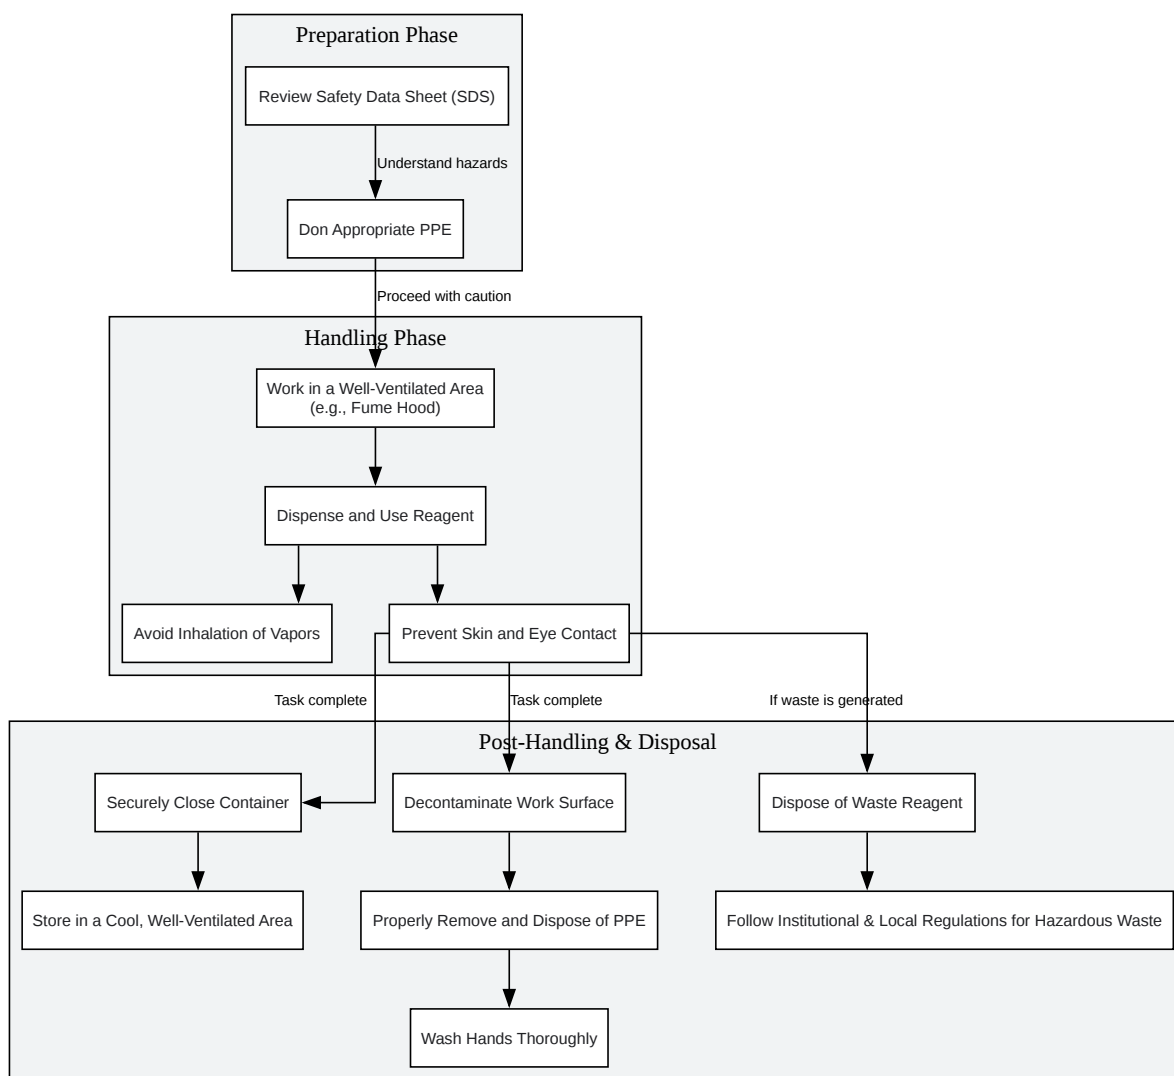 Preparation Phase
Review Safety Data Sheet (SDS)
Understand hazards
Don Appropriate PPE
Proceed with caution
Handling Phase
Work in a Well-Ventilated Area
(e.g., Fume Hood)
Dispense and Use Reagent
Avoid Inhalation of Vapors
Prevent Skin and Eye Contact
Task complete
Task complete
If waste is generated
Post-Handling & Disposal
Securely Close Container
Decontaminate Work Surface
Dispose of Waste Reagent
Store in a Cool, Well-Ventilated Area
Properly Remove and Dispose of PPE
Follow Institutional & Local Regulations for Hazardous Waste
Wash Hands Thoroughly